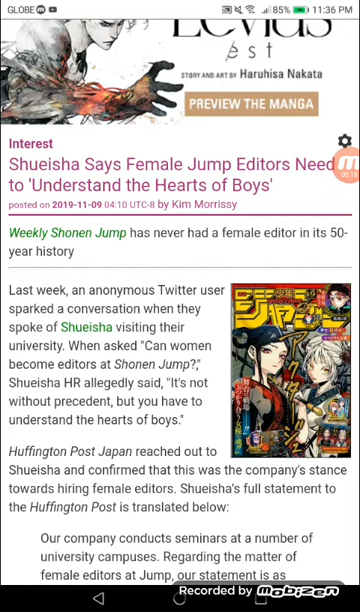 GLOBE 85% 11:36 PM
LEVIUS
est
STORY AND ART BY Haruhisa Nakata
PREVIEW THE MANGA
Interest
Shueisha Says Female Jump Editors Need
to 'Understand the Hearts of Boys'
posted on 2019-11-09 04:10 UTC-8 by Kim Morrissy
Weekly Shonen Jump has never had a female editor in its 50-
year history
Last week, an anonymous Twitter user
sparked a conversation when they
spoke of Shueisha visiting their
university. When asked "Can women
become editors at Shonen Jump?,"
Shueisha HR allegedly said, "It's not
without precedent, but you have to
understand the hearts of boys."
Huffington Post Japan reached out to
Shueisha and confirmed that this was the company's stance
towards hiring female editors. Shueisha's full statement to
the Huffington Post is translated below:
Our company conducts seminars at a number of
university campuses. Regarding the matter of
female editors at Jump, our statement is as
Recorded by Mobizen